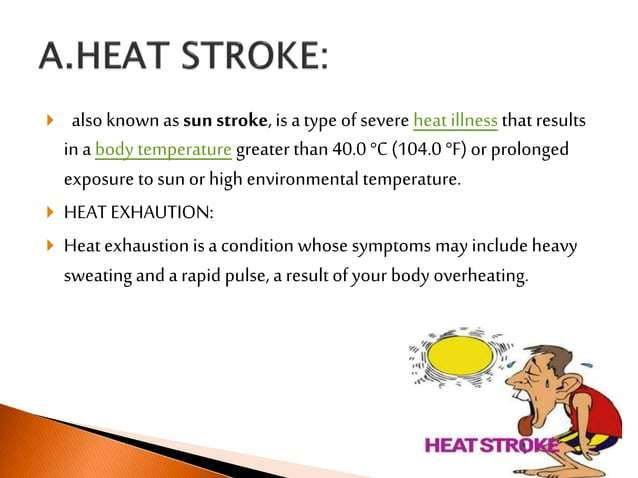 A.HEAT STROKE:
also known as sun stroke, is a type of severe heat illness that results
in a body temperature greater than 40.0 °C (104.0 °F) or prolonged
exposure to sun or high environmental temperature.
HEAT EXHAUTION:
Heat exhaustion is a condition whose symptoms may include heavy
sweating and a rapid pulse, a result of your body overheating.
HEAT STROKE